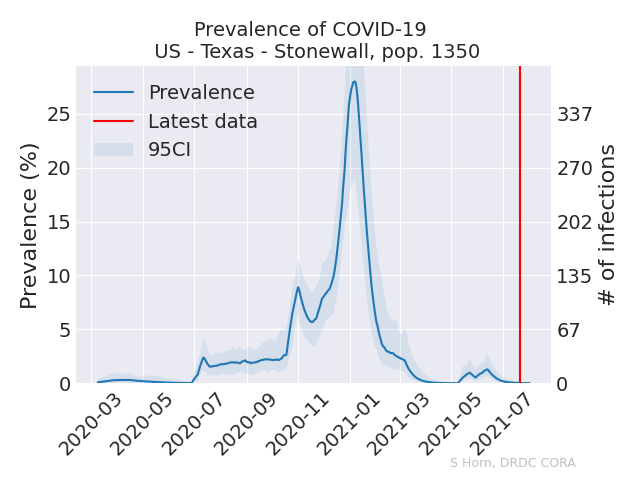 Prevalence of COVID-19
US - Texas - Stonewall, pop. 1350
Prevalence
Latest data
95CI
Prevalence (%)
25
20
15
10
5
0
337
270
202
135
67
0
# of infections
2020-03
2020-05
2020-07
2020-09
2020-11
2021-01
2021-03
2021-05
2021-07
S Horn, DRDC CORA